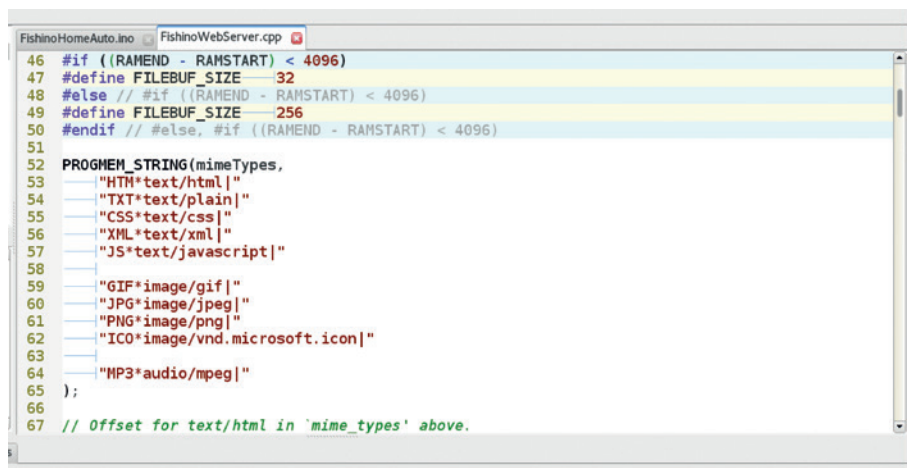 FishinoHomeAuto.ino FishinoWebServer.cpp
46 #if ((RAMEND - RAMSTART) < 4096)
47 #define FILEBUF_SIZE 32
48 #else // #if ((RAMEND - RAMSTART) < 4096)
49 #define FILEBUF_SIZE 256
50 #endif // #else, #if ((RAMEND - RAMSTART) < 4096)
51
52 PROGMEM_STRING(mimeTypes,
53 "HTM*text/html|"
54 "TXT*text/plain|"
55 "CSS*text/css|"
56 "XML*text/xml|"
57 "JS*text/javascript|"
58
59 "GIF*image/gif|"
60 "JPG*image/jpeg|"
61 "PNG*image/png|"
62 "ICO*image/vnd.microsoft.icon|"
63
64 "MP3*audio/mpeg|"
65 );
66
67 // Offset for text/html in `mime_types' above.
s